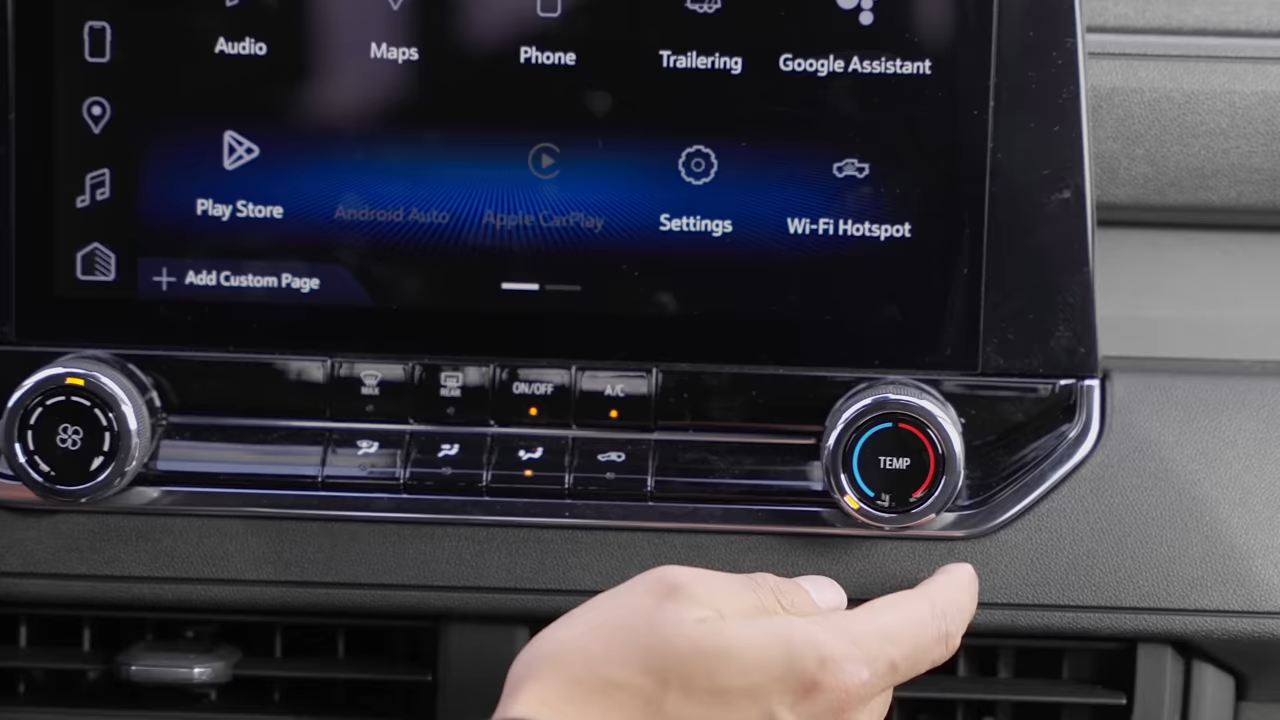 Audio
Maps
Phone
Trailering
Google Assistant
Play Store
Android Auto
Apple CarPlay
Settings
Wi-Fi Hotspot
Add Custom Page
MAX
REAR
ON/OFF
A/C
TEMP